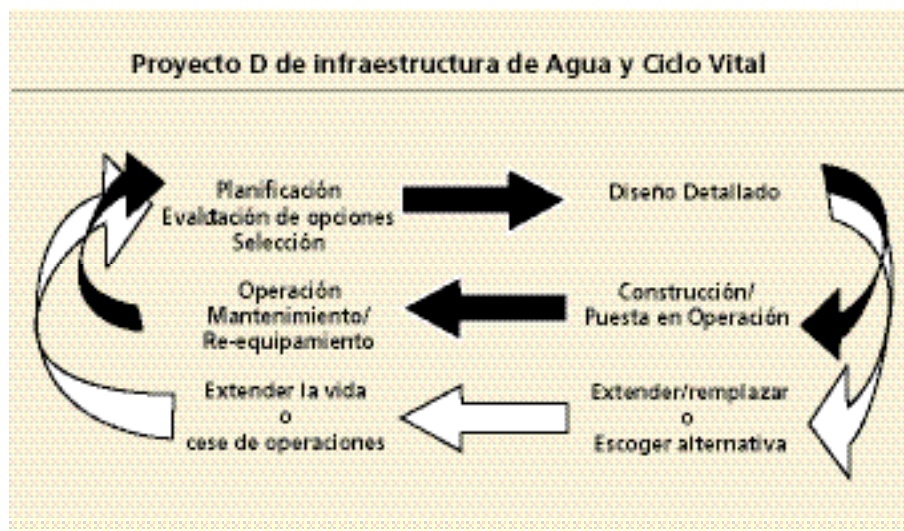 Proyecto D de infraestructura de Agua y Ciclo Vital
Planificación
Evaluación de opciones
Selección
Diseño Detallado
Operación
Mantenimiento/
Re-equipamiento
Construcción/
Puesta en Operación
Extender la vida
o
cese de operaciones
Extender/remplazar
o
Escoger alternativa